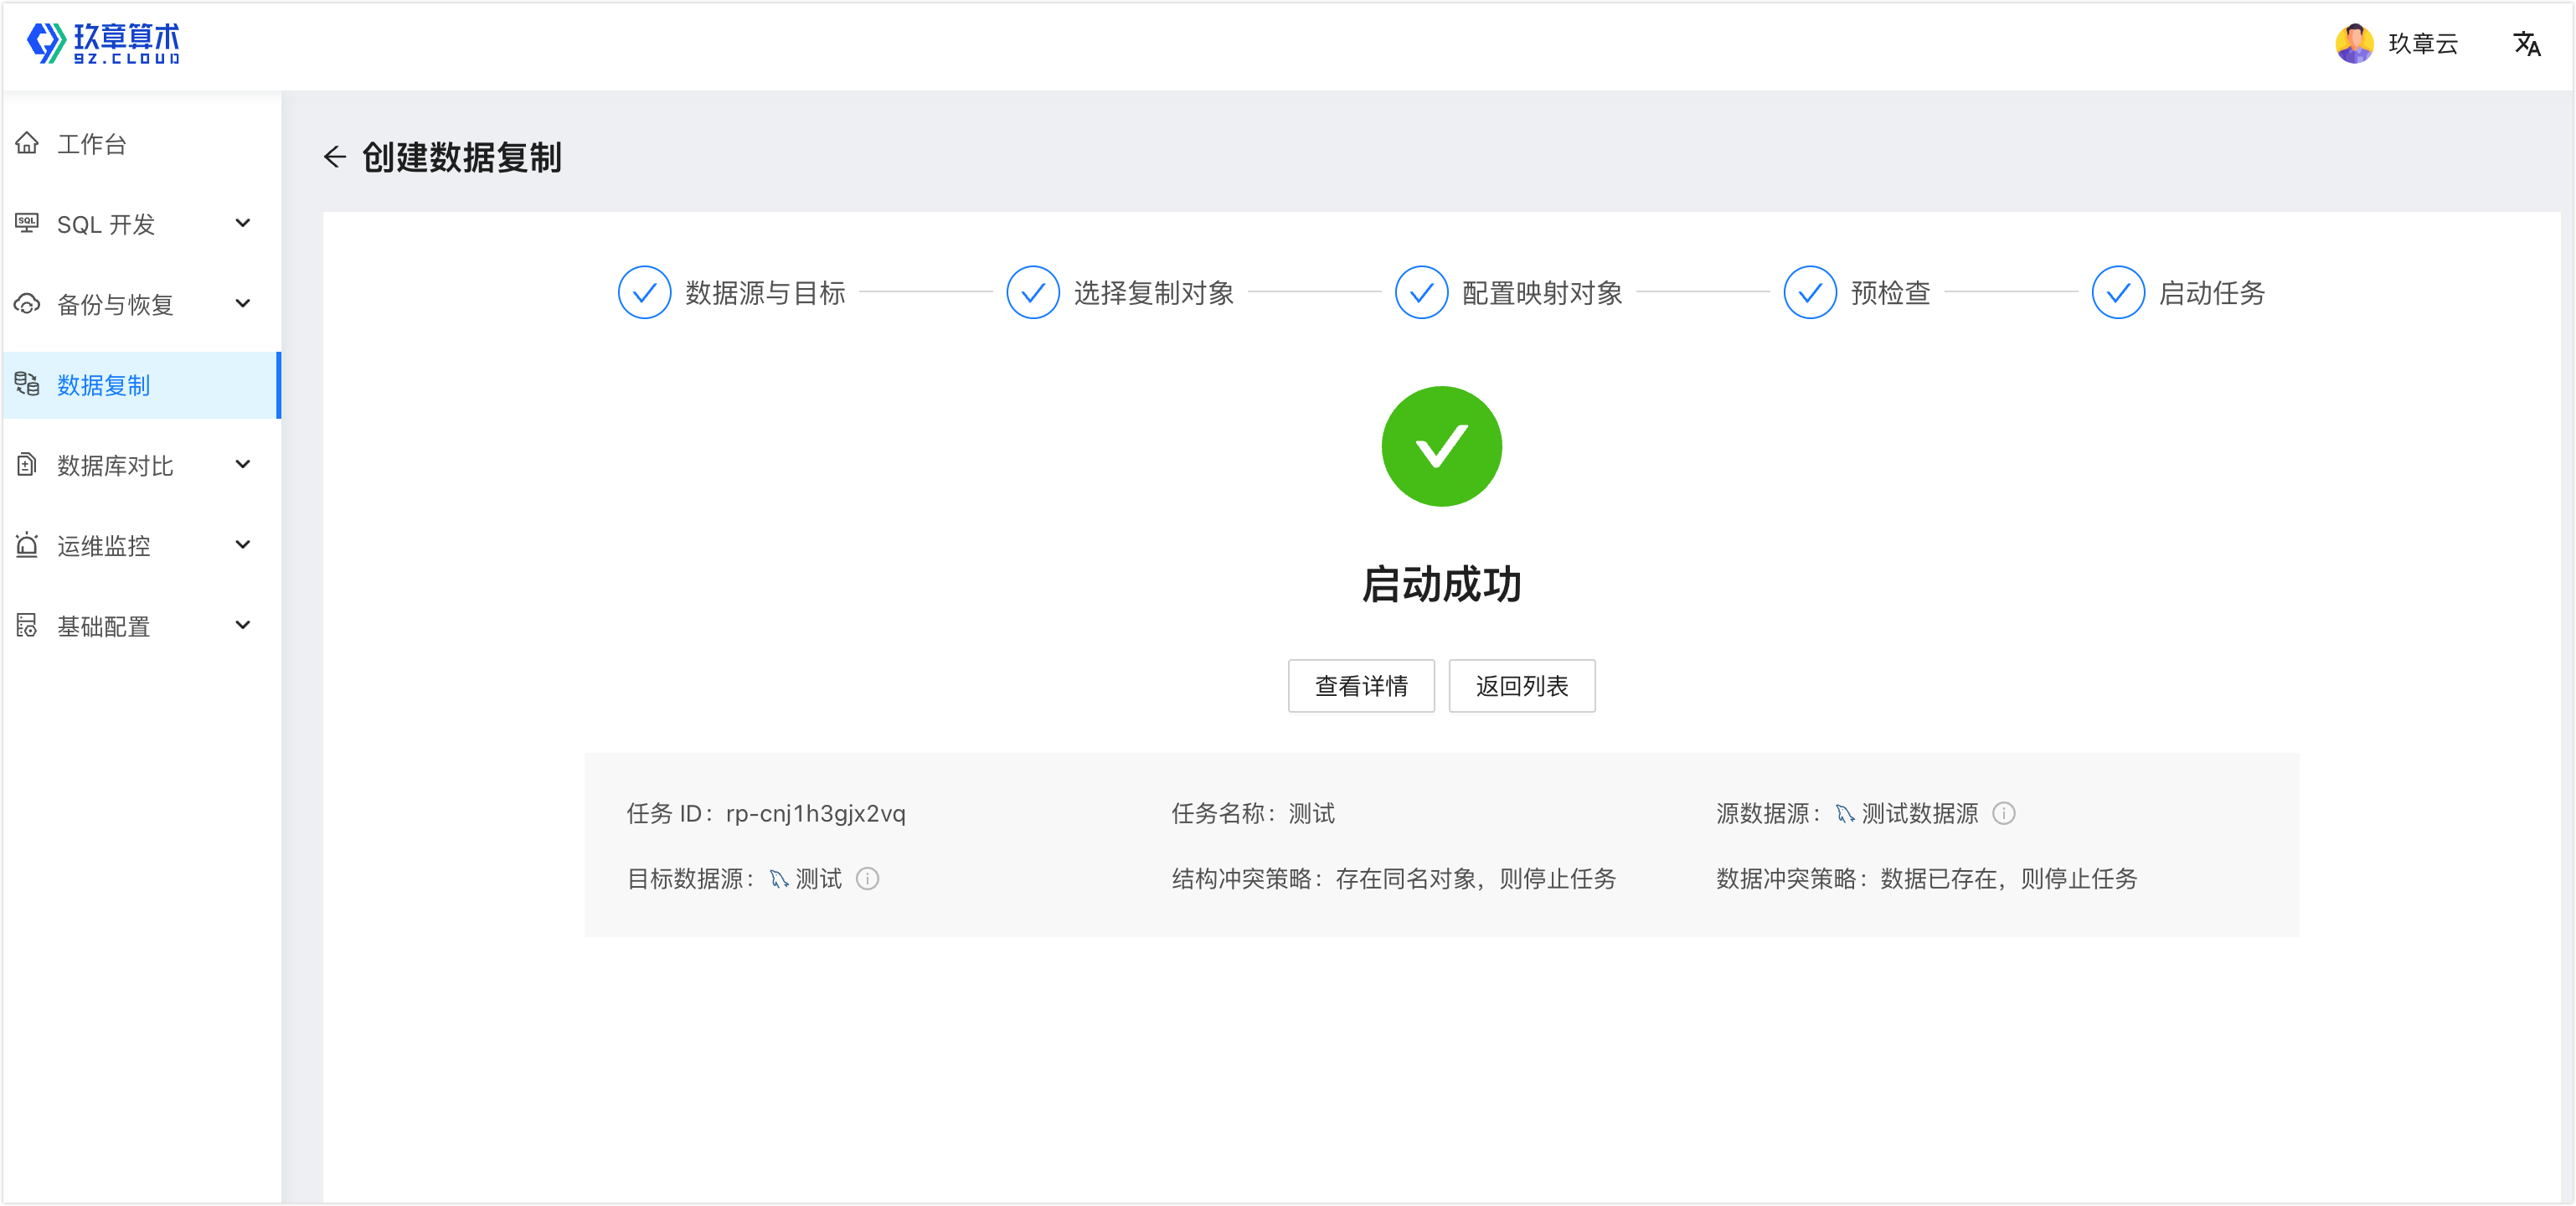 玖章算术
9Z.CLOUD
玖章云
工作台
SQL 开发
备份与恢复
数据复制
数据库对比
运维监控
基础配置
创建数据复制
数据源与目标
选择复制对象
配置映射对象
预检查
启动任务
启动成功
查看详情
返回列表
任务 ID：rp-cnj1h3gjx2vq
任务名称：测试
源数据源：测试数据源
目标数据源：测试
结构冲突策略：存在同名对象，则停止任务
数据冲突策略：数据已存在，则停止任务